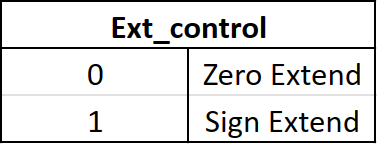 Ext_control
0 Zero Extend
1 Sign Extend